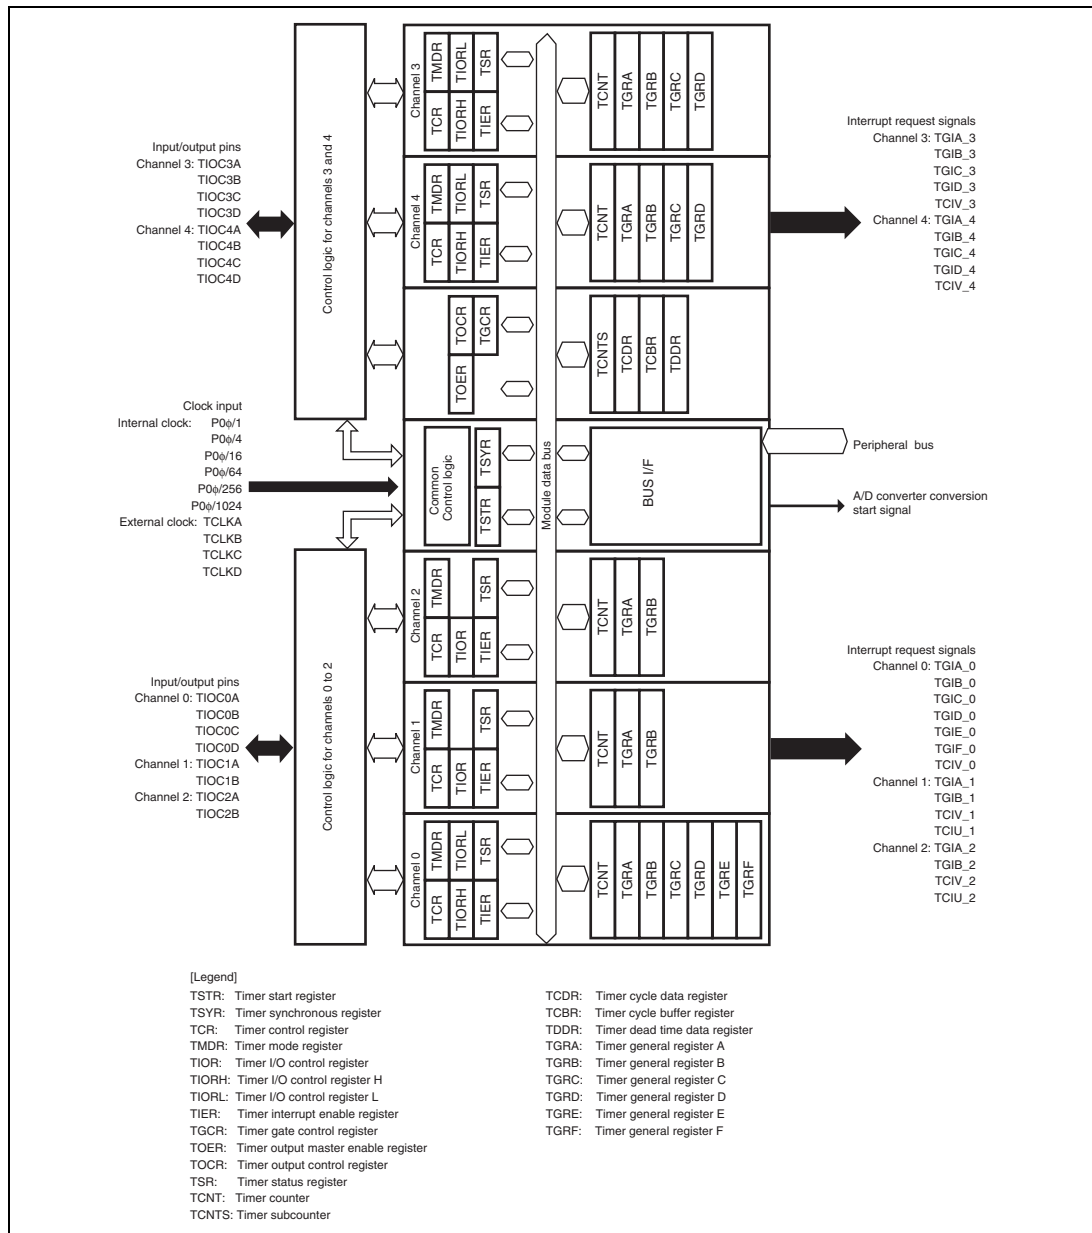 Input/output pins
Channel 3: TIOC3A
TIOC3B
TIOC3C
TIOC3D
Channel 4: TIOC4A
TIOC4B
TIOC4C
TIOC4D
Clock input
Internal clock: P0ϕ/1
P0ϕ/4
P0ϕ/16
P0ϕ/64
P0ϕ/256
P0ϕ/1024
External clock: TCLKA
TCLKB
TCLKC
TCLKD
Input/output pins
Channel 0: TIOC0A
TIOC0B
TIOC0C
TIOC0D
Channel 1: TIOC1A
TIOC1B
Channel 2: TIOC2A
TIOC2B
Control logic for channels 3 and 4
Control logic for channels 0 to 2
Channel 3
TMDR
TIORL
TSR
TCR
TIORH
TIER
TCNT
TGRA
TGRB
TGRC
TGRD
Channel 4
TMDR
TIORL
TSR
TCR
TIORH
TIER
TCNT
TGRA
TGRB
TGRC
TGRD
TOCR
TGCR
TOER
TCNTS
TCDR
TCBR
TDDR
Common
Control logic
TSYR
TSTR
Module data bus
BUS I/F
Channel 2
TMDR
TSR
TCR
TIOR
TIER
TCNT
TGRA
TGRB
Channel 1
TMDR
TSR
TCR
TIOR
TIER
TCNT
TGRA
TGRB
Channel 0
TMDR
TIORL
TSR
TCR
TIORH
TIER
TCNT
TGRA
TGRB
TGRC
TGRD
TGRE
TGRF
Interrupt request signals
Channel 3: TGIA_3
TGIB_3
TGIC_3
TGID_3
TCIV_3
Channel 4: TGIA_4
TGIB_4
TGIC_4
TGID_4
TCIV_4
Peripheral bus
A/D converter conversion
start signal
Interrupt request signals
Channel 0: TGIA_0
TGIB_0
TGIC_0
TGID_0
TGIE_0
TGIF_0
TCIV_0
Channel 1: TGIA_1
TGIB_1
TCIV_1
TCIU_1
Channel 2: TGIA_2
TGIB_2
TCIV_2
TCIU_2
[Legend]
TSTR: Timer start register
TSYR: Timer synchronous register
TCR: Timer control register
TMDR: Timer mode register
TIOR: Timer I/O control register
TIORH: Timer I/O control register H
TIORL: Timer I/O control register L
TIER: Timer interrupt enable register
TGCR: Timer gate control register
TOER: Timer output master enable register
TOCR: Timer output control register
TSR: Timer status register
TCNT: Timer counter
TCNTS: Timer subcounter
TCDR: Timer cycle data register
TCBR: Timer cycle buffer register
TDDR: Timer dead time data register
TGRA: Timer general register A
TGRB: Timer general register B
TGRC: Timer general register C
TGRD: Timer general register D
TGRE: Timer general register E
TGRF: Timer general register F